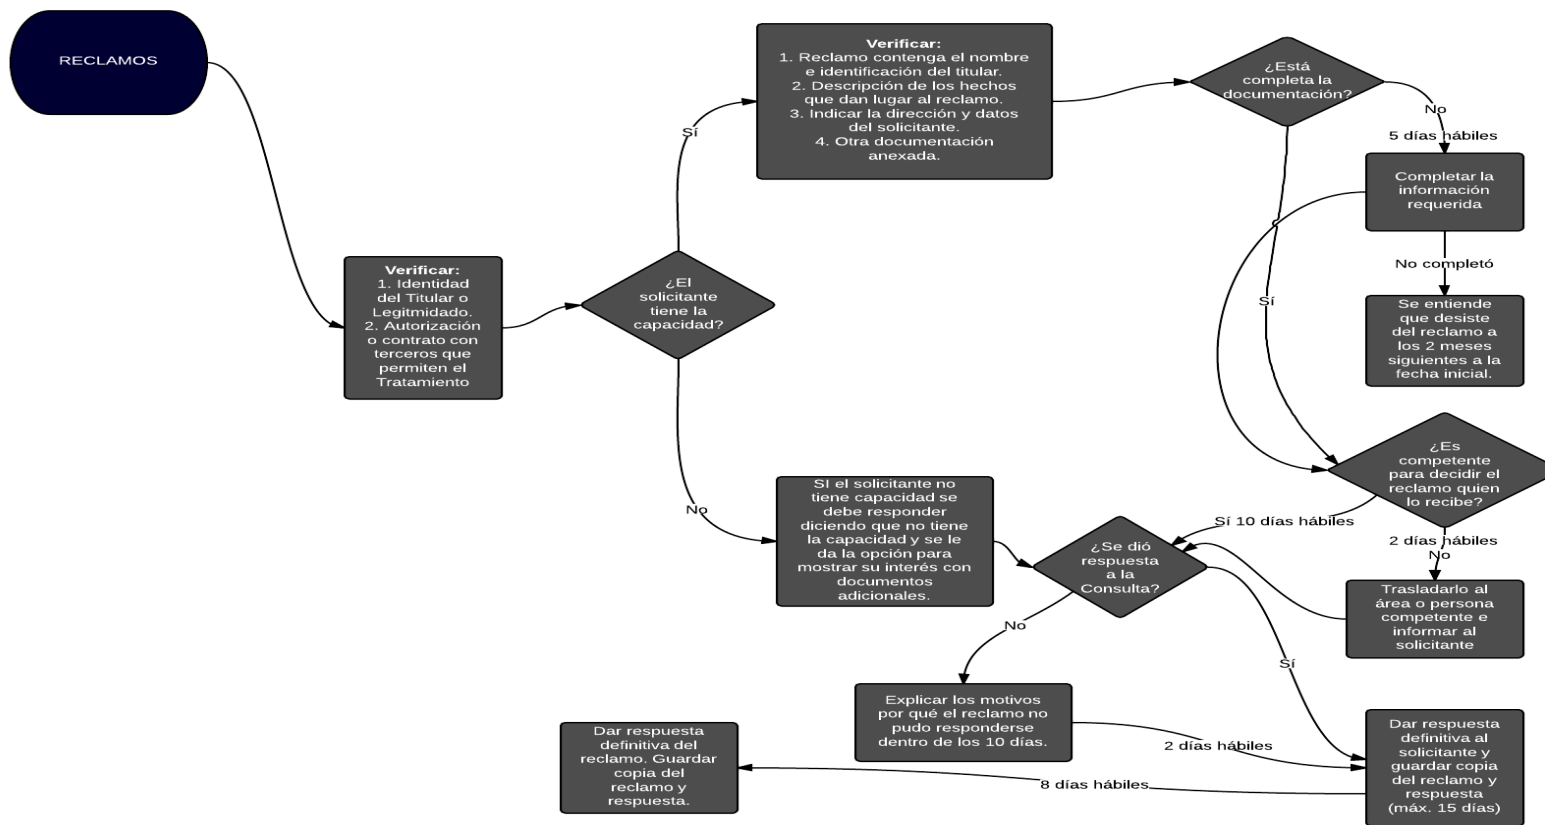 RECLAMOS
Verificar:
1. Identidad
del Titular o
Legitmidado.
2. Autorización
o contrato con
terceros que
permiten el
Tratamiento
¿El
solicitante
tiene la
capacidad?
Sí
Verificar:
1. Reclamo contenga el nombre
e identificación del titular.
2. Descripción de los hechos
que dan lugar al reclamo.
3. Indicar la dirección y datos
del solicitante.
4. Otra documentación
anexada.
¿Está
completa la
documentación?
No
5 días hábiles
Completar la
información
requerida
No completó
Se entiende
que desiste
del reclamo a
los 2 meses
siguientes a la
fecha inicial.
Sí
¿Es
competente
para decidir el
reclamo quien
lo recibe?
Sí 10 días hábiles
2 días hábiles
No
Trasladarlo al
área o persona
competente e
informar al
solicitante
No
SI el solicitante no
tiene capacidad se
debe responder
diciendo que no tiene
la capacidad y se le
da la opción para
mostrar su interés con
documentos
adicionales.
¿Se dió
respuesta
a la
Consulta?
No
Sí
Explicar los motivos
por qué el reclamo no
pudo responderse
dentro de los 10 días.
2 días hábiles
Dar respuesta
definitiva al
solicitante y
guardar copia
del reclamo y
respuesta
(máx. 15 días)
8 días hábiles
Dar respuesta
definitiva del
reclamo. Guardar
copia del
reclamo y
respuesta.